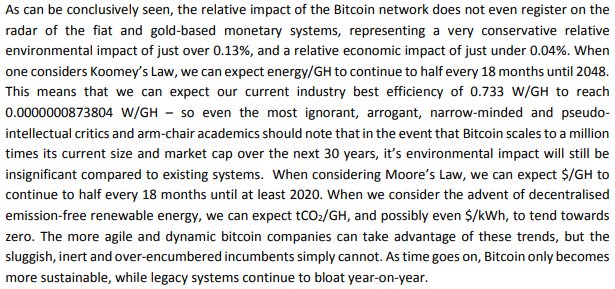 As can be conclusively seen, the relative impact of the Bitcoin network does not even register on the
radar of the fiat and gold-based monetary systems, representing a very conservative relative
environmental impact of just over 0.13%, and a relative economic impact of just under 0.04%. When
one considers Koomey's Law, we can expect energy/GH to continue to half every 18 months until 2048.
This means that we can expect our current industry best efficiency of 0.733 W/GH to reach
0.0000000873804 W/GH – so even the most ignorant, arrogant, narrow-minded and pseudo-
intellectual critics and arm-chair academics should note that in the event that Bitcoin scales to a million
times its current size and market cap over the next 30 years, it's environmental impact will still be
insignificant compared to existing systems. When considering Moore's Law, we can expect $/GH to
continue to half every 18 months until at least 2020. When we consider the advent of decentralised
emission-free renewable energy, we can expect tCO₂/GH, and possibly even $/kWh, to tend towards
zero. The more agile and dynamic bitcoin companies can take advantage of these trends, but the
sluggish, inert and over-encumbered incumbents simply cannot. As time goes on, Bitcoin only becomes
more sustainable, while legacy systems continue to bloat year-on-year.